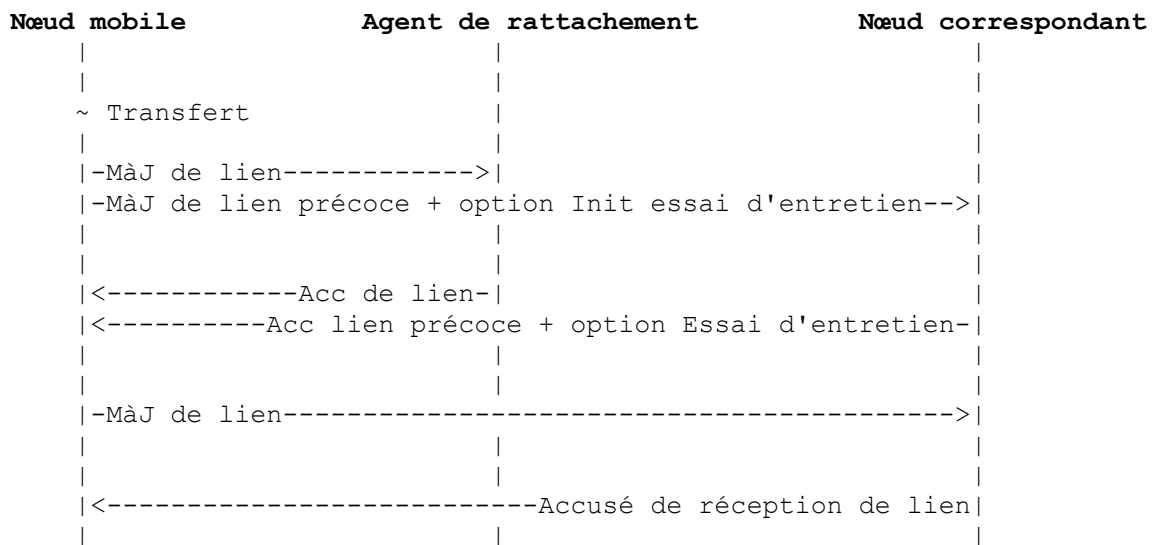 Nœud mobile Agent de rattachement Nœud correspondant
~ Transfert
|-MàJ de lien------------>|
|-MàJ de lien précoce + option Init essai d'entretien-->|
|<------------Acc de lien-|
|<----------Acc lien précoce + option Essai d'entretien-|
|-MàJ de lien------------------------------------------>|
|<---------------------------Accusé de réception de lien|